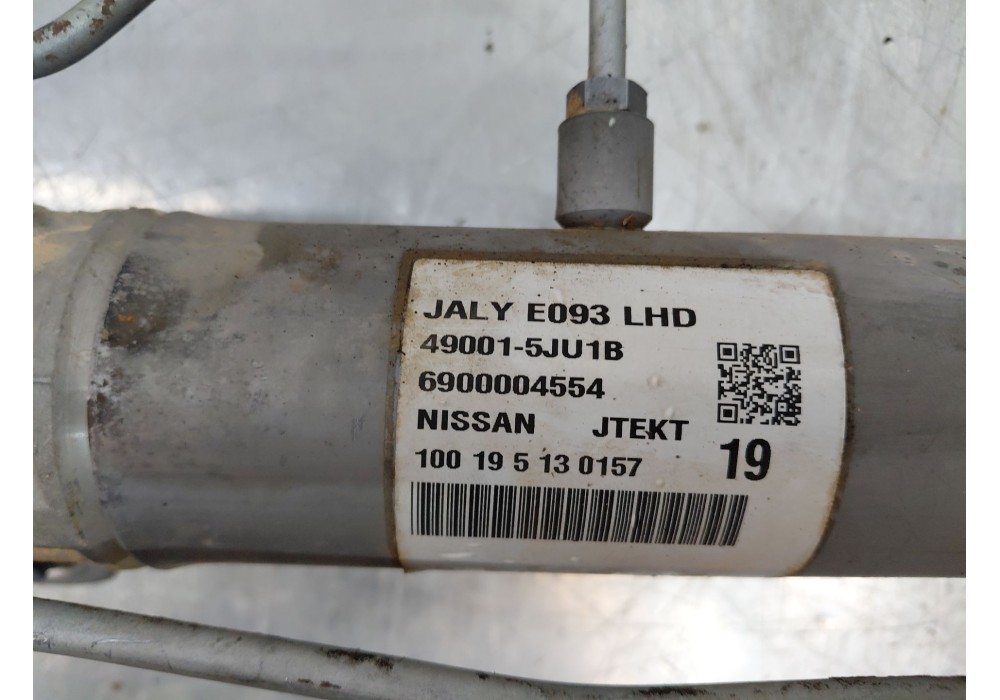 JALY E093 LHD
49001-5JU1B
6900004554
NISSAN JTEKT
100 19 5 13 0157
19